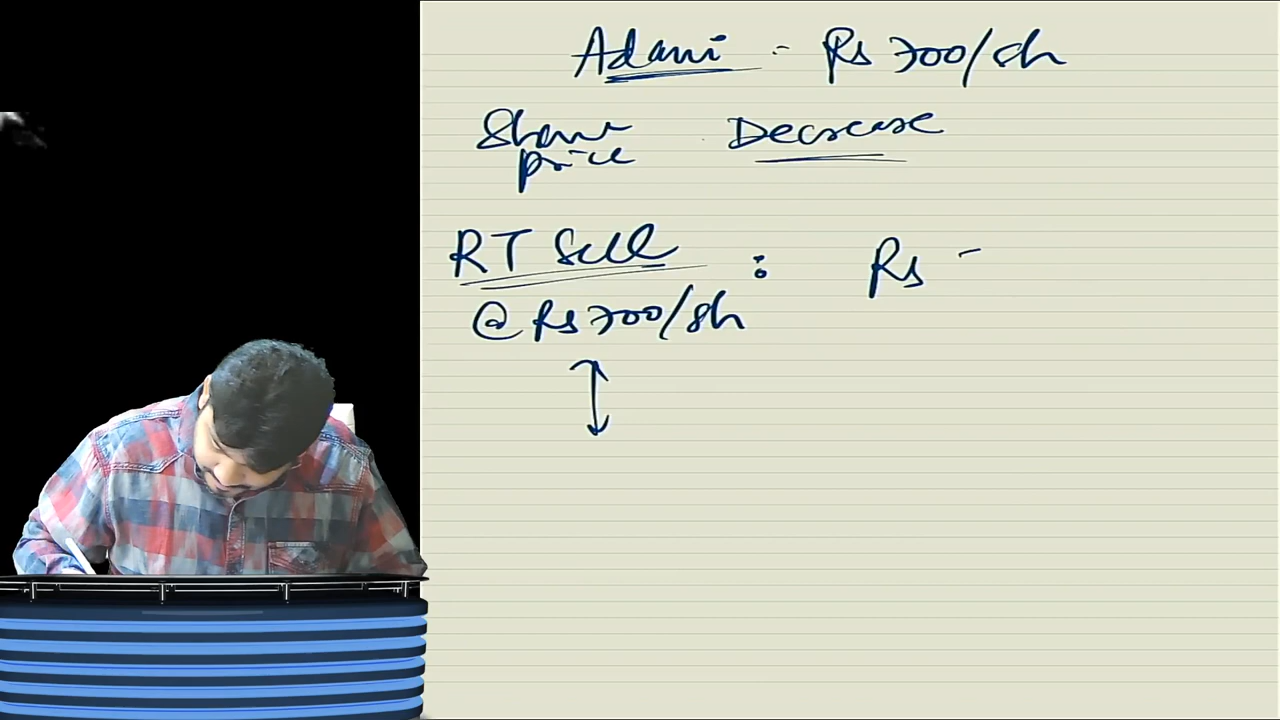 Adani - Rs 700/sh
Share Decrease
price
RT Sell : Rs
@ Rs 700/sh